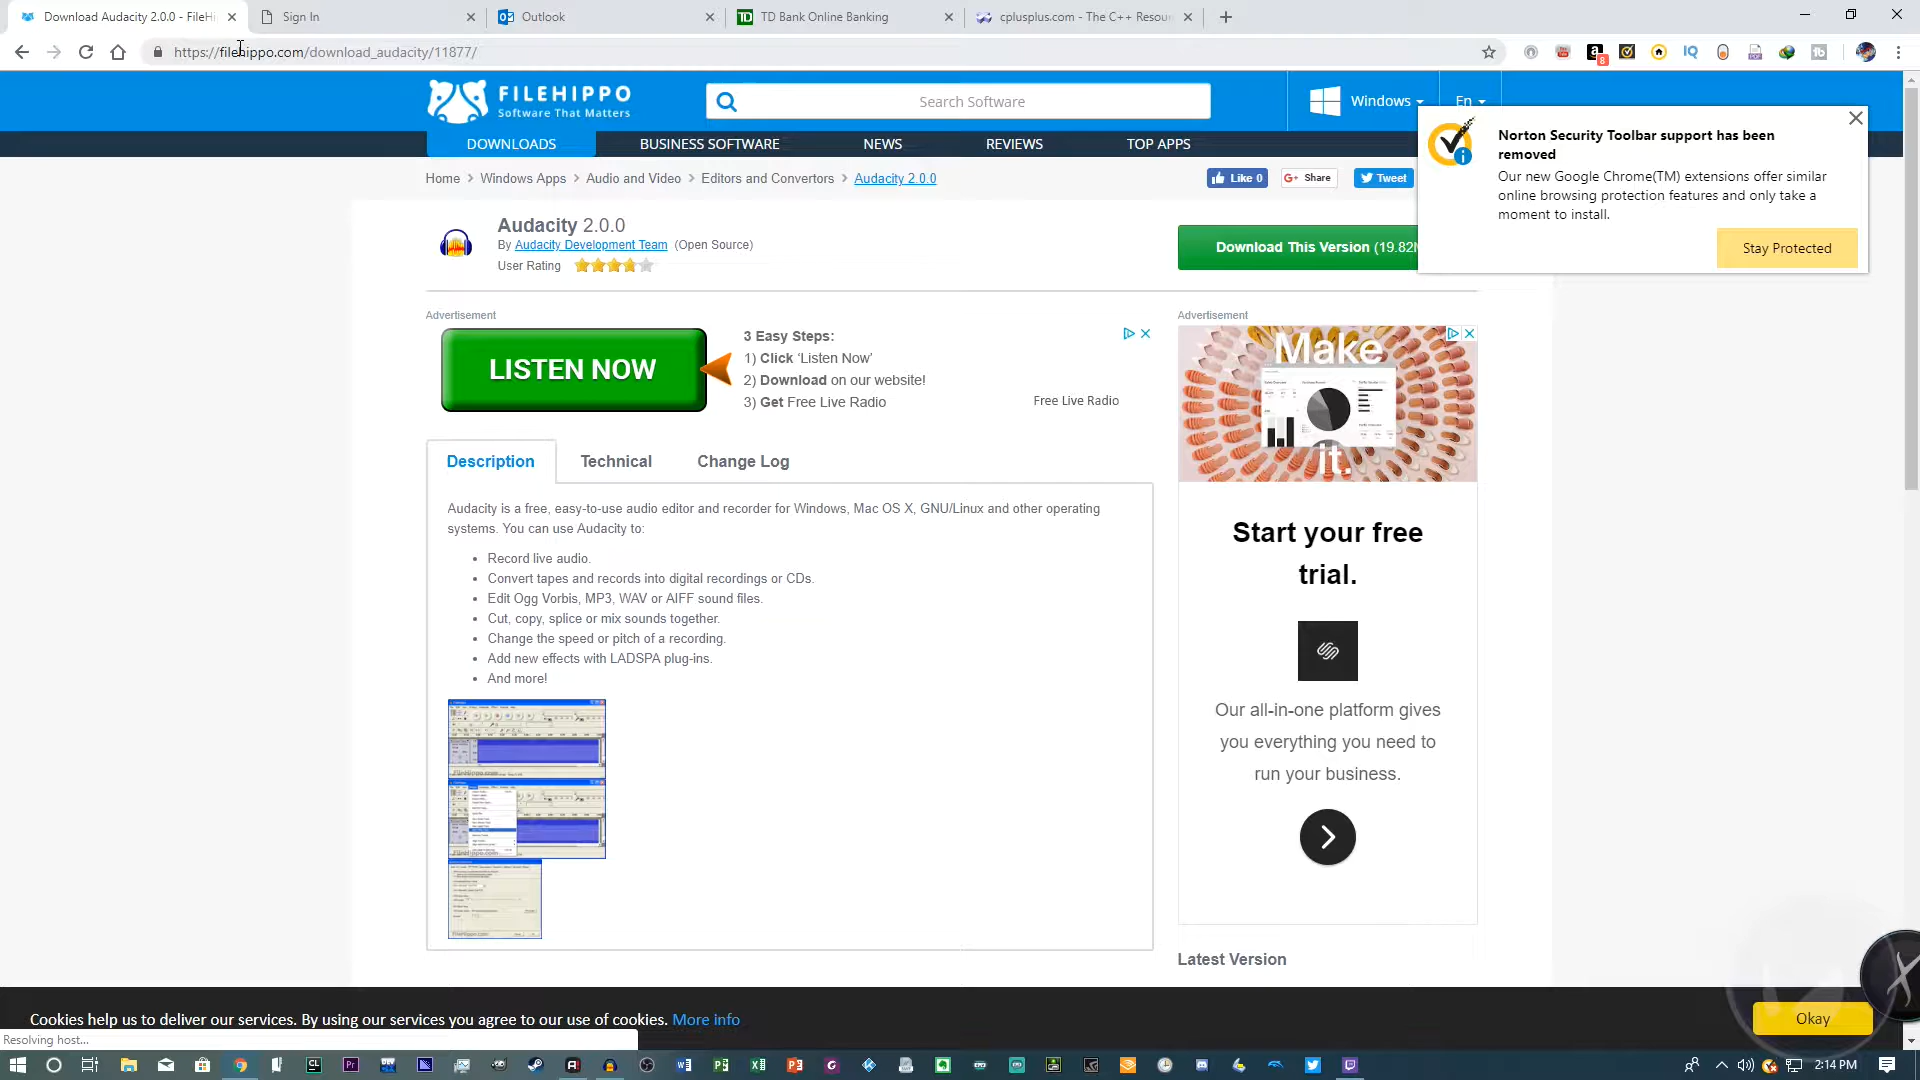 Download Audacity 2.0.0 - FileHi
Sign In
Outlook
TD Bank Online Banking
cplusplus.com - The C++ Resou
https://filehippo.com/download_audacity/11877/
8
FILEHIPPO
Software That Matters
Search Software
Windows
En
DOWNLOADS
BUSINESS SOFTWARE
NEWS
REVIEWS
TOP APPS
Norton Security Toolbar support has been
removed
Our new Google Chrome(TM) extensions offer similar
online browsing protection features and only take a
moment to install.
Stay Protected
Home > Windows Apps > Audio and Video > Editors and Convertors > Audacity 2.0.0
Like 0
G+ Share
Tweet
Audacity 2.0.0
By Audacity Development Team (Open Source)
User Rating
Download This Version (19.82M
Advertisement
LISTEN NOW
3 Easy Steps:
1) Click ‘Listen Now’
2) Download on our website!
3) Get Free Live Radio
Free Live Radio
Advertisement
Make
it.
Start your free
trial.
Our all-in-one platform gives
you everything you need to
run your business.
Description
Technical
Change Log
Audacity is a free, easy-to-use audio editor and recorder for Windows, Mac OS X, GNU/Linux and other operating
systems. You can use Audacity to:
Record live audio.
Convert tapes and records into digital recordings or CDs.
Edit Ogg Vorbis, MP3, WAV or AIFF sound files.
Cut, copy, splice or mix sounds together.
Change the speed or pitch of a recording.
Add new effects with LADSPA plug-ins.
And more!
Latest Version
Cookies help us to deliver our services. By using our services you agree to our use of cookies. More info
Okay
Resolving host...
2:14 PM